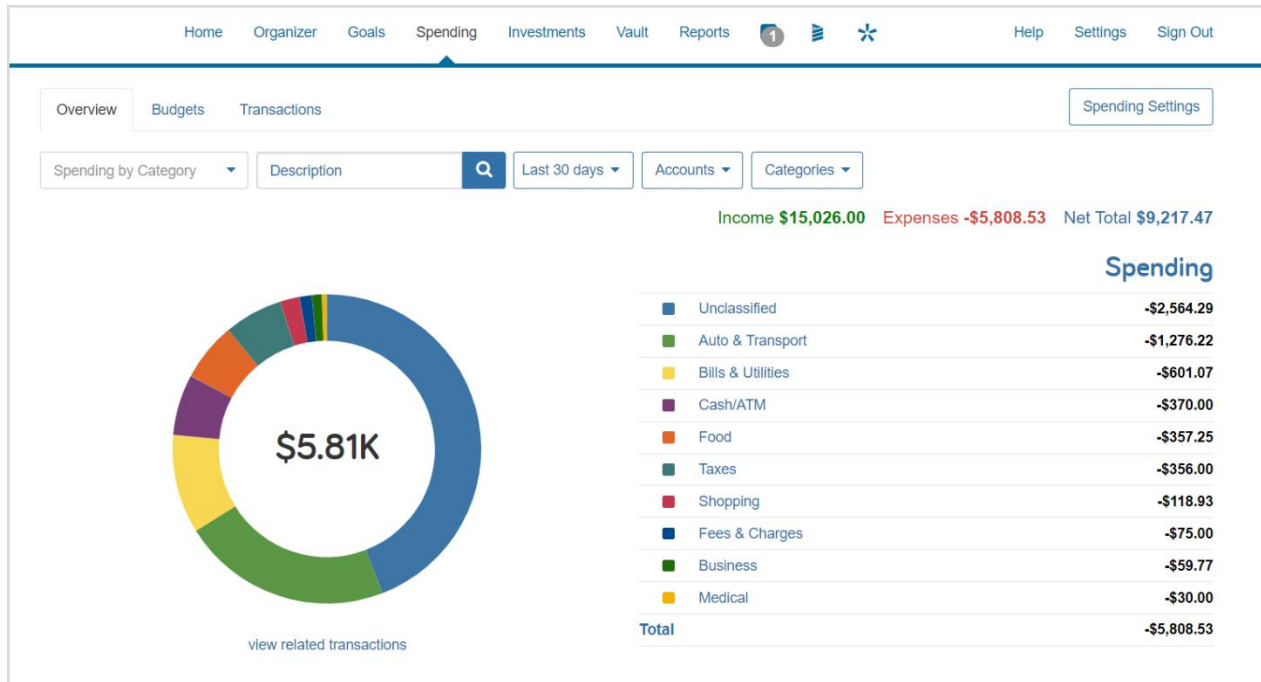 Home Organizer Goals Spending Investments Vault Reports 1 Help Settings Sign Out
Overview Budgets Transactions Spending Settings
Spending by Category Description Last 30 days Accounts Categories
Income $15,026.00 Expenses -$5,808.53 Net Total $9,217.47
Spending
Unclassified -$2,564.29
Auto & Transport -$1,276.22
Bills & Utilities -$601.07
Cash/ATM -$370.00
$5.81K
Food -$357.25
Taxes -$356.00
Shopping -$118.93
Fees & Charges -$75.00
Business -$59.77
Medical -$30.00
Total -$5,808.53
view related transactions